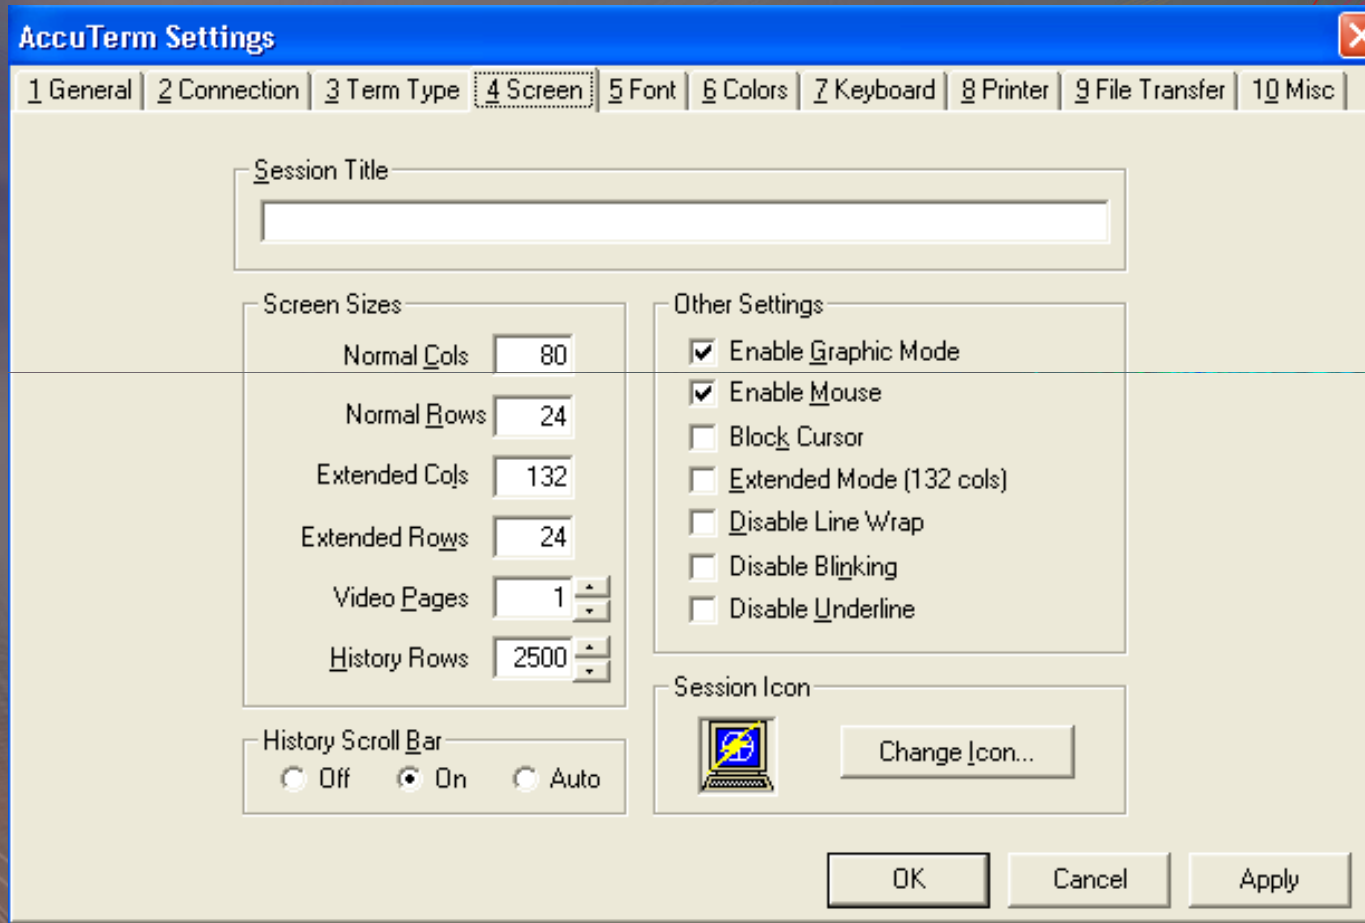 AccuTerm Settings
1 General 2 Connection 3 Term Type 4 Screen 5 Font 6 Colors 7 Keyboard 8 Printer 9 File Transfer 10 Misc
Session Title
Screen Sizes
Normal Cols 80
Normal Rows 24
Extended Cols 132
Extended Rows 24
Video Pages 1
History Rows 2500
History Scroll Bar
Off On Auto
Other Settings
Enable Graphic Mode
Enable Mouse
Block Cursor
Extended Mode (132 cols)
Disable Line Wrap
Disable Blinking
Disable Underline
Session Icon
Change Icon...
OK Cancel Apply